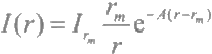 I(r) = I_{r_m} \frac{r_m}{r} e^{-A(r-r_m)}